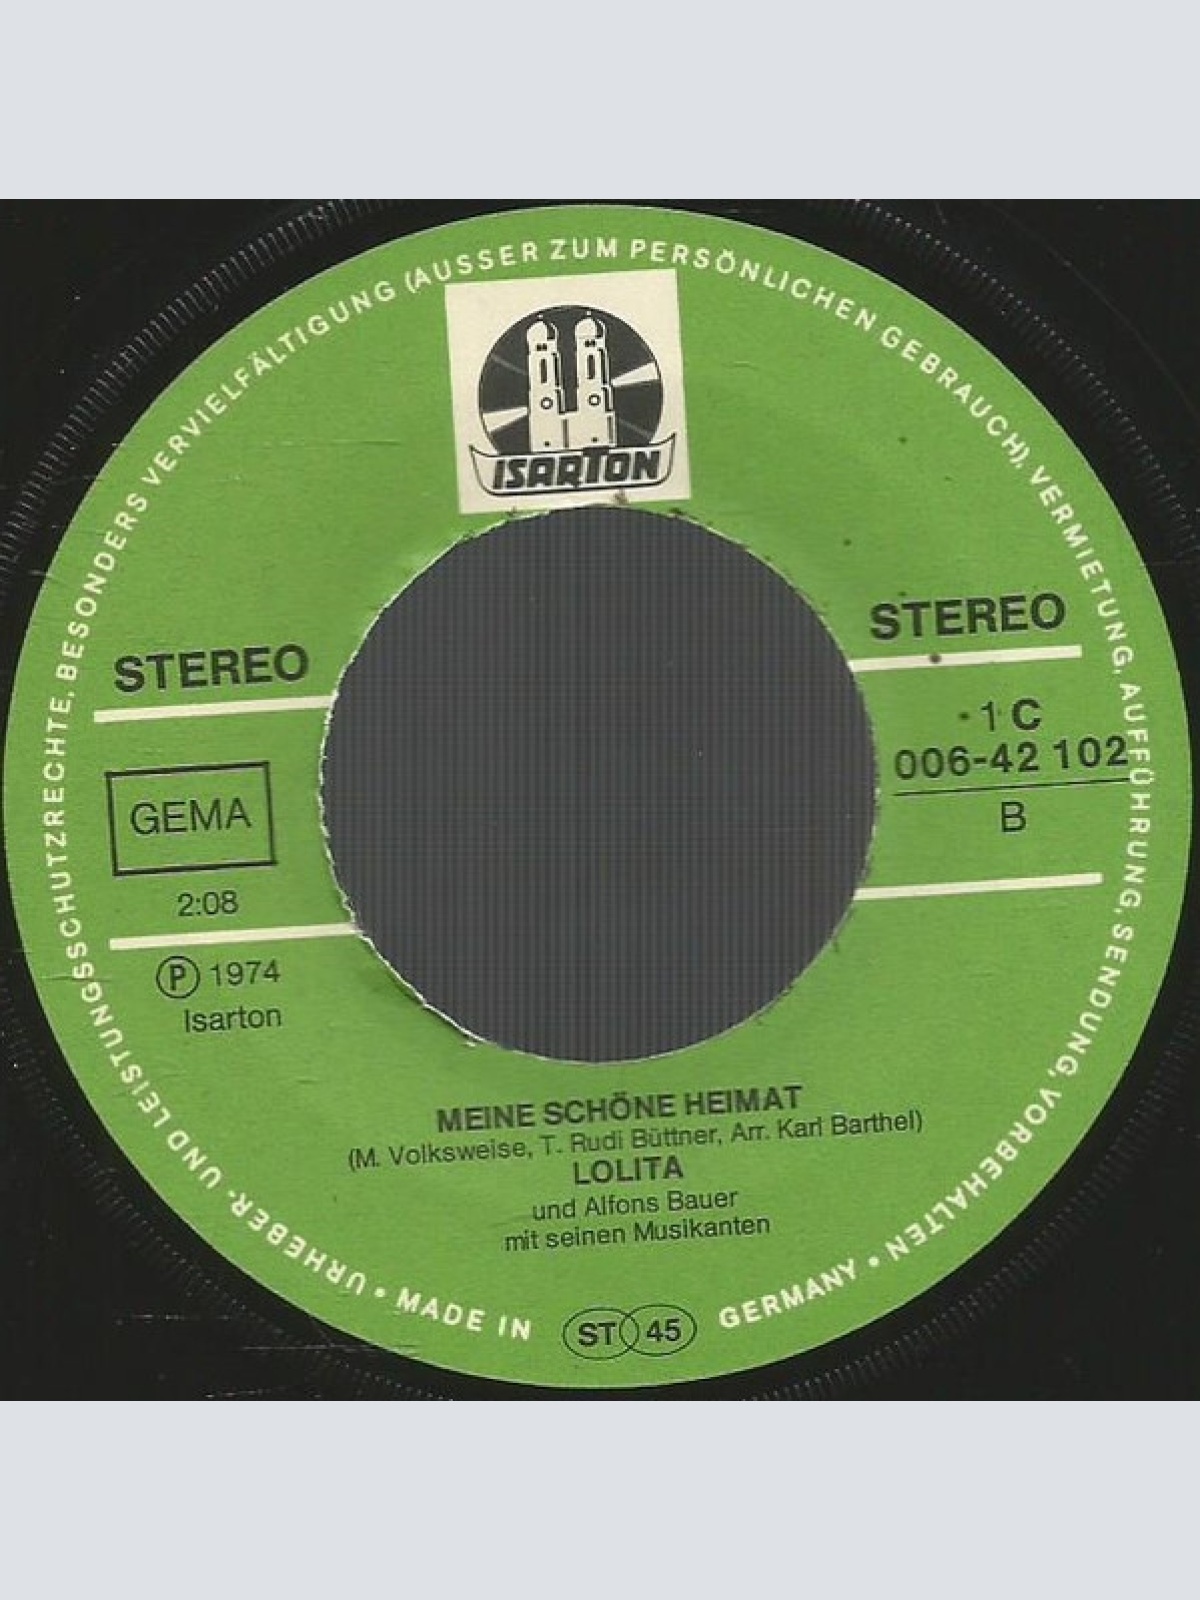 URHEBER- UND LEISTUNGSSCHUTZRECHTE, BESONDERS VERVIELFÄLTIGUNG (AUSSER ZUM PERSÖNLICHEN GEBRAUCH), VERMIETUNG, AUFFÜHRUNG, SENDUNG, VORBEHALTEN •
ISARTON
STEREO
STEREO
GEMA
2:08
Ⓟ 1974
Isarton
1 C
006-42 102
B
MEINE SCHÖNE HEIMAT
(M. Volksweise, T. Rudi Büttner, Arr. Karl Barthel)
LOLITA
und Alfons Bauer
mit seinen Musikanten
• MADE IN ST 45 GERMANY